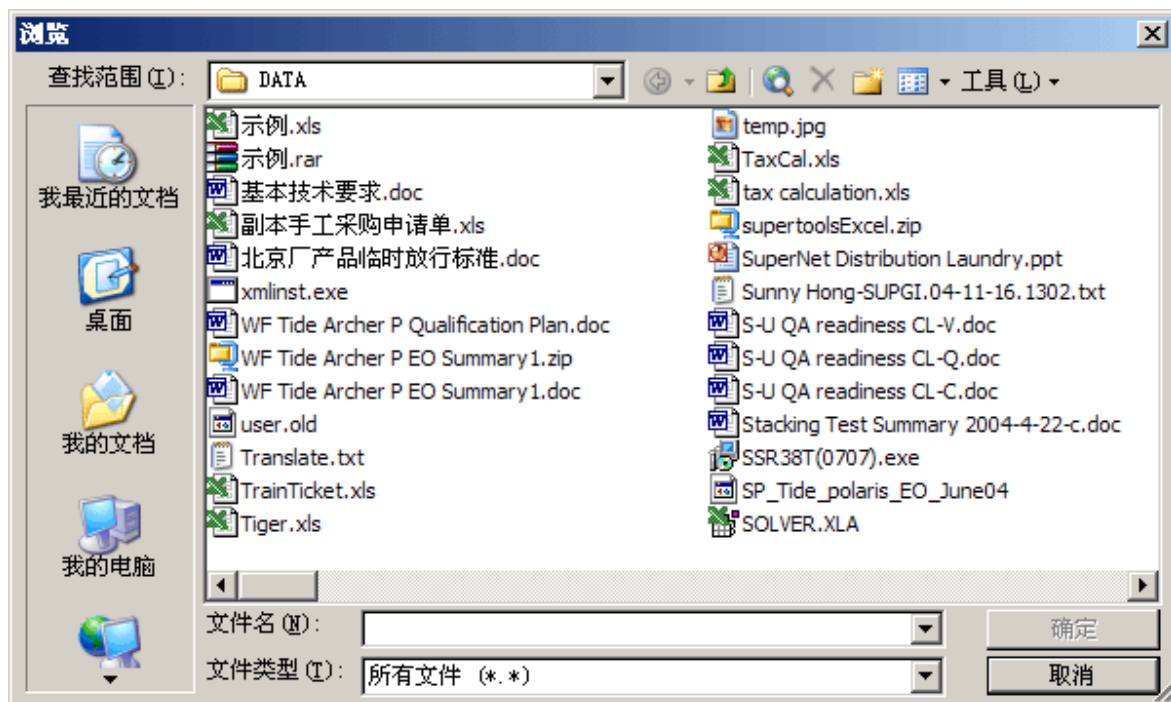 浏览
查找范围(I):
DATA
工具(L)
我最近的文档
桌面
我的文档
我的电脑
示例.xls
示例.rar
基本技术要求.doc
副本手工采购申请单.xls
北京厂产品临时放行标准.doc
xmlinst.exe
WF Tide Archer P Qualification Plan.doc
WF Tide Archer P EO Summary1.zip
WF Tide Archer P EO Summary1.doc
user.old
Translate.txt
TrainTicket.xls
Tiger.xls
temp.jpg
TaxCal.xls
tax calculation.xls
supertoolsExcel.zip
SuperNet Distribution Laundry.ppt
Sunny Hong-SUPGI.04-11-16.1302.txt
S-U QA readiness CL-V.doc
S-U QA readiness CL-Q.doc
S-U QA readiness CL-C.doc
Stacking Test Summary 2004-4-22-c.doc
SSR38T(0707).exe
SP_Tide_polaris_EO_June04
SOLVER.XLA
文件名(N):
确定
文件类型(T):
所有文件 (*.*)
取消